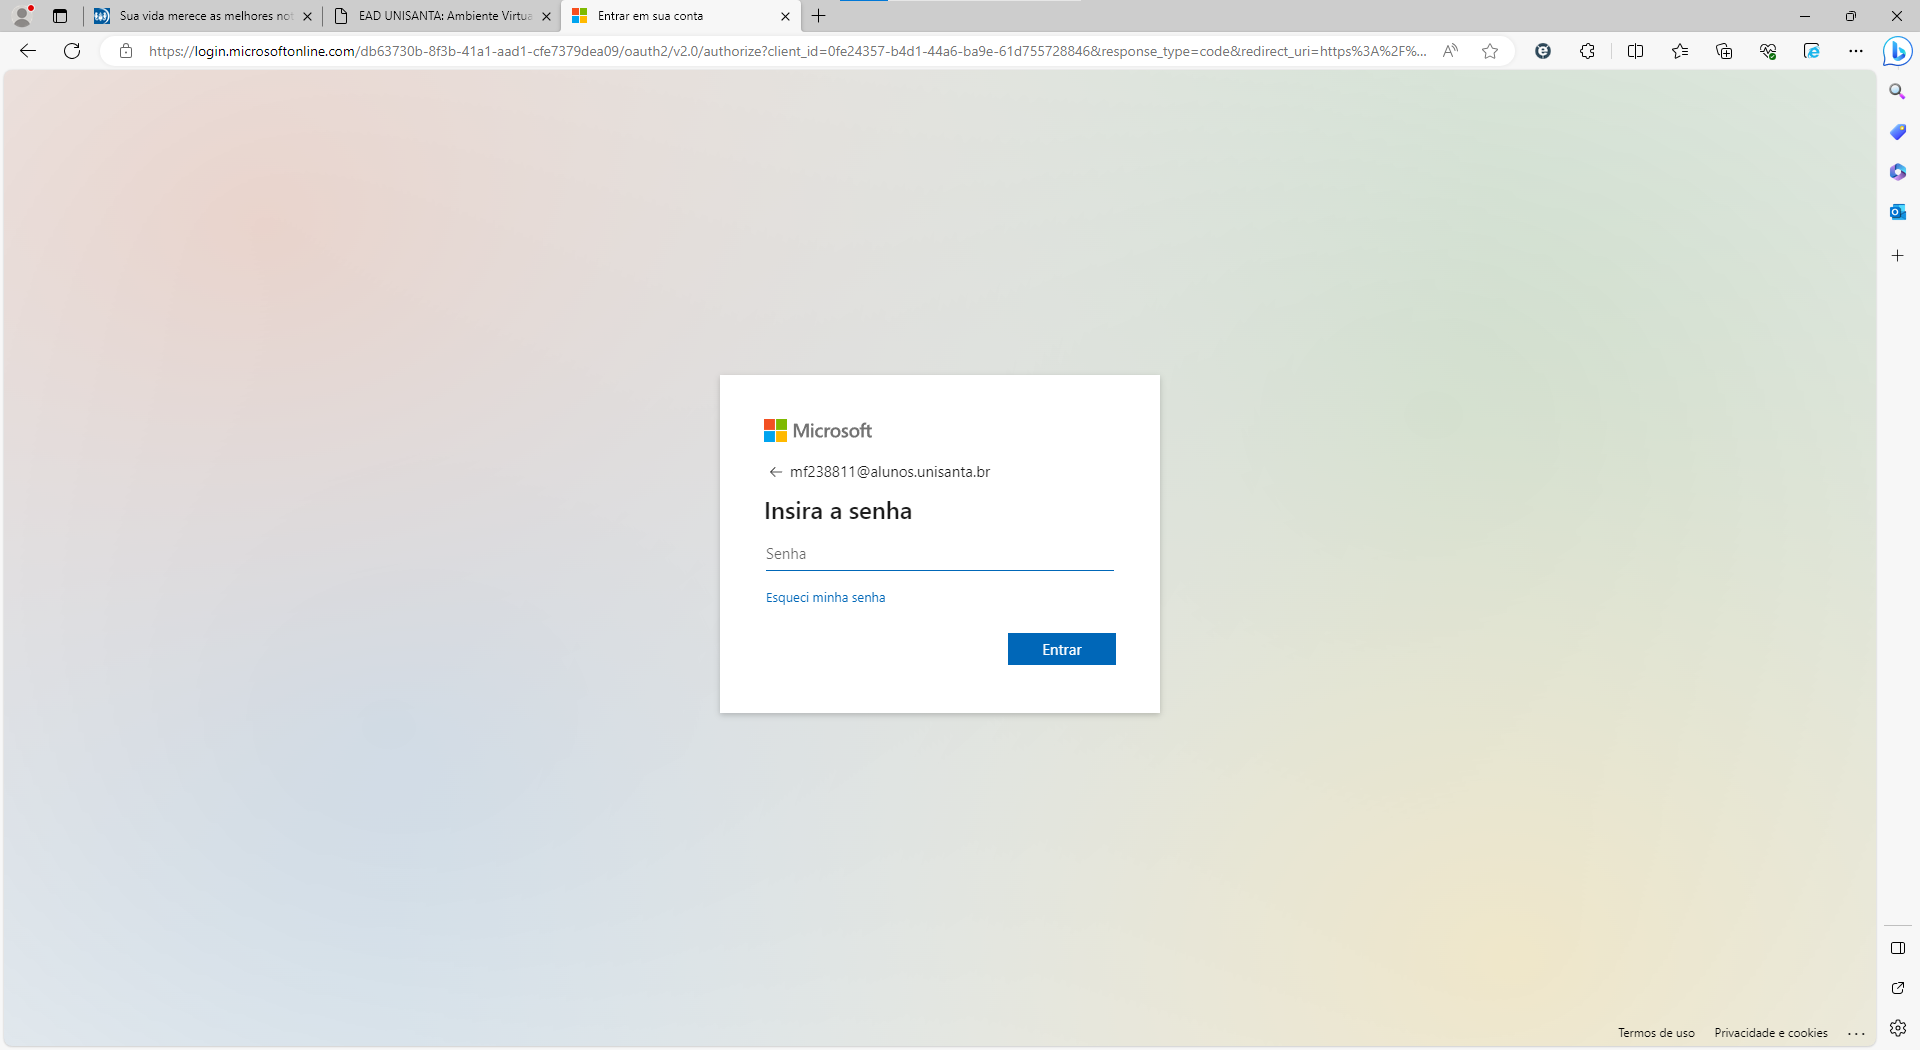 Sua vida merece as melhores not
EAD UNISANTA: Ambiente Virtua
Entrar em sua conta
https://login.microsoftonline.com/db63730b-8f3b-41a1-aad1-cfe7379dea09/oauth2/v2.0/authorize?client_id=0fe24357-b4d1-44a6-ba9e-61d755728846&response_type=code&redirect_uri=https%3A%2F%...
Microsoft
mf238811@alunos.unisanta.br
Insira a senha
Senha
Esqueci minha senha
Entrar
Termos de uso
Privacidade e cookies
...